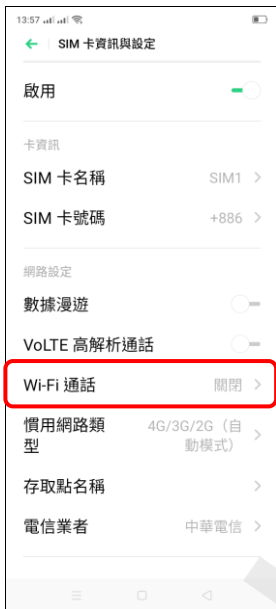 13:57
SIM 卡資訊與設定
啟用
卡資訊
SIM 卡名稱 SIM1
SIM 卡號碼 +886
網路設定
數據漫遊
VoLTE 高解析通話
Wi-Fi 通話 關閉
慣用網路類 4G/3G/2G（自
型 動模式）
存取點名稱
電信業者 中華電信